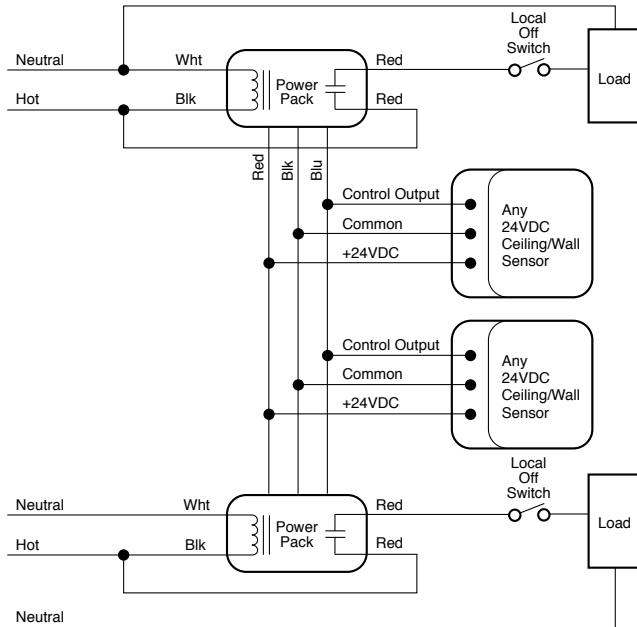 Local
Off
Switch
Neutral
Wht
Red
Power
Pack
Load
Hot
Blk
Red
Red
Blk
Blu
Control Output
Common
+24VDC
Any
24VDC
Ceiling/Wall
Sensor
Control Output
Common
+24VDC
Any
24VDC
Ceiling/Wall
Sensor
Local
Off
Switch
Neutral
Wht
Red
Power
Pack
Load
Hot
Blk
Red
Neutral